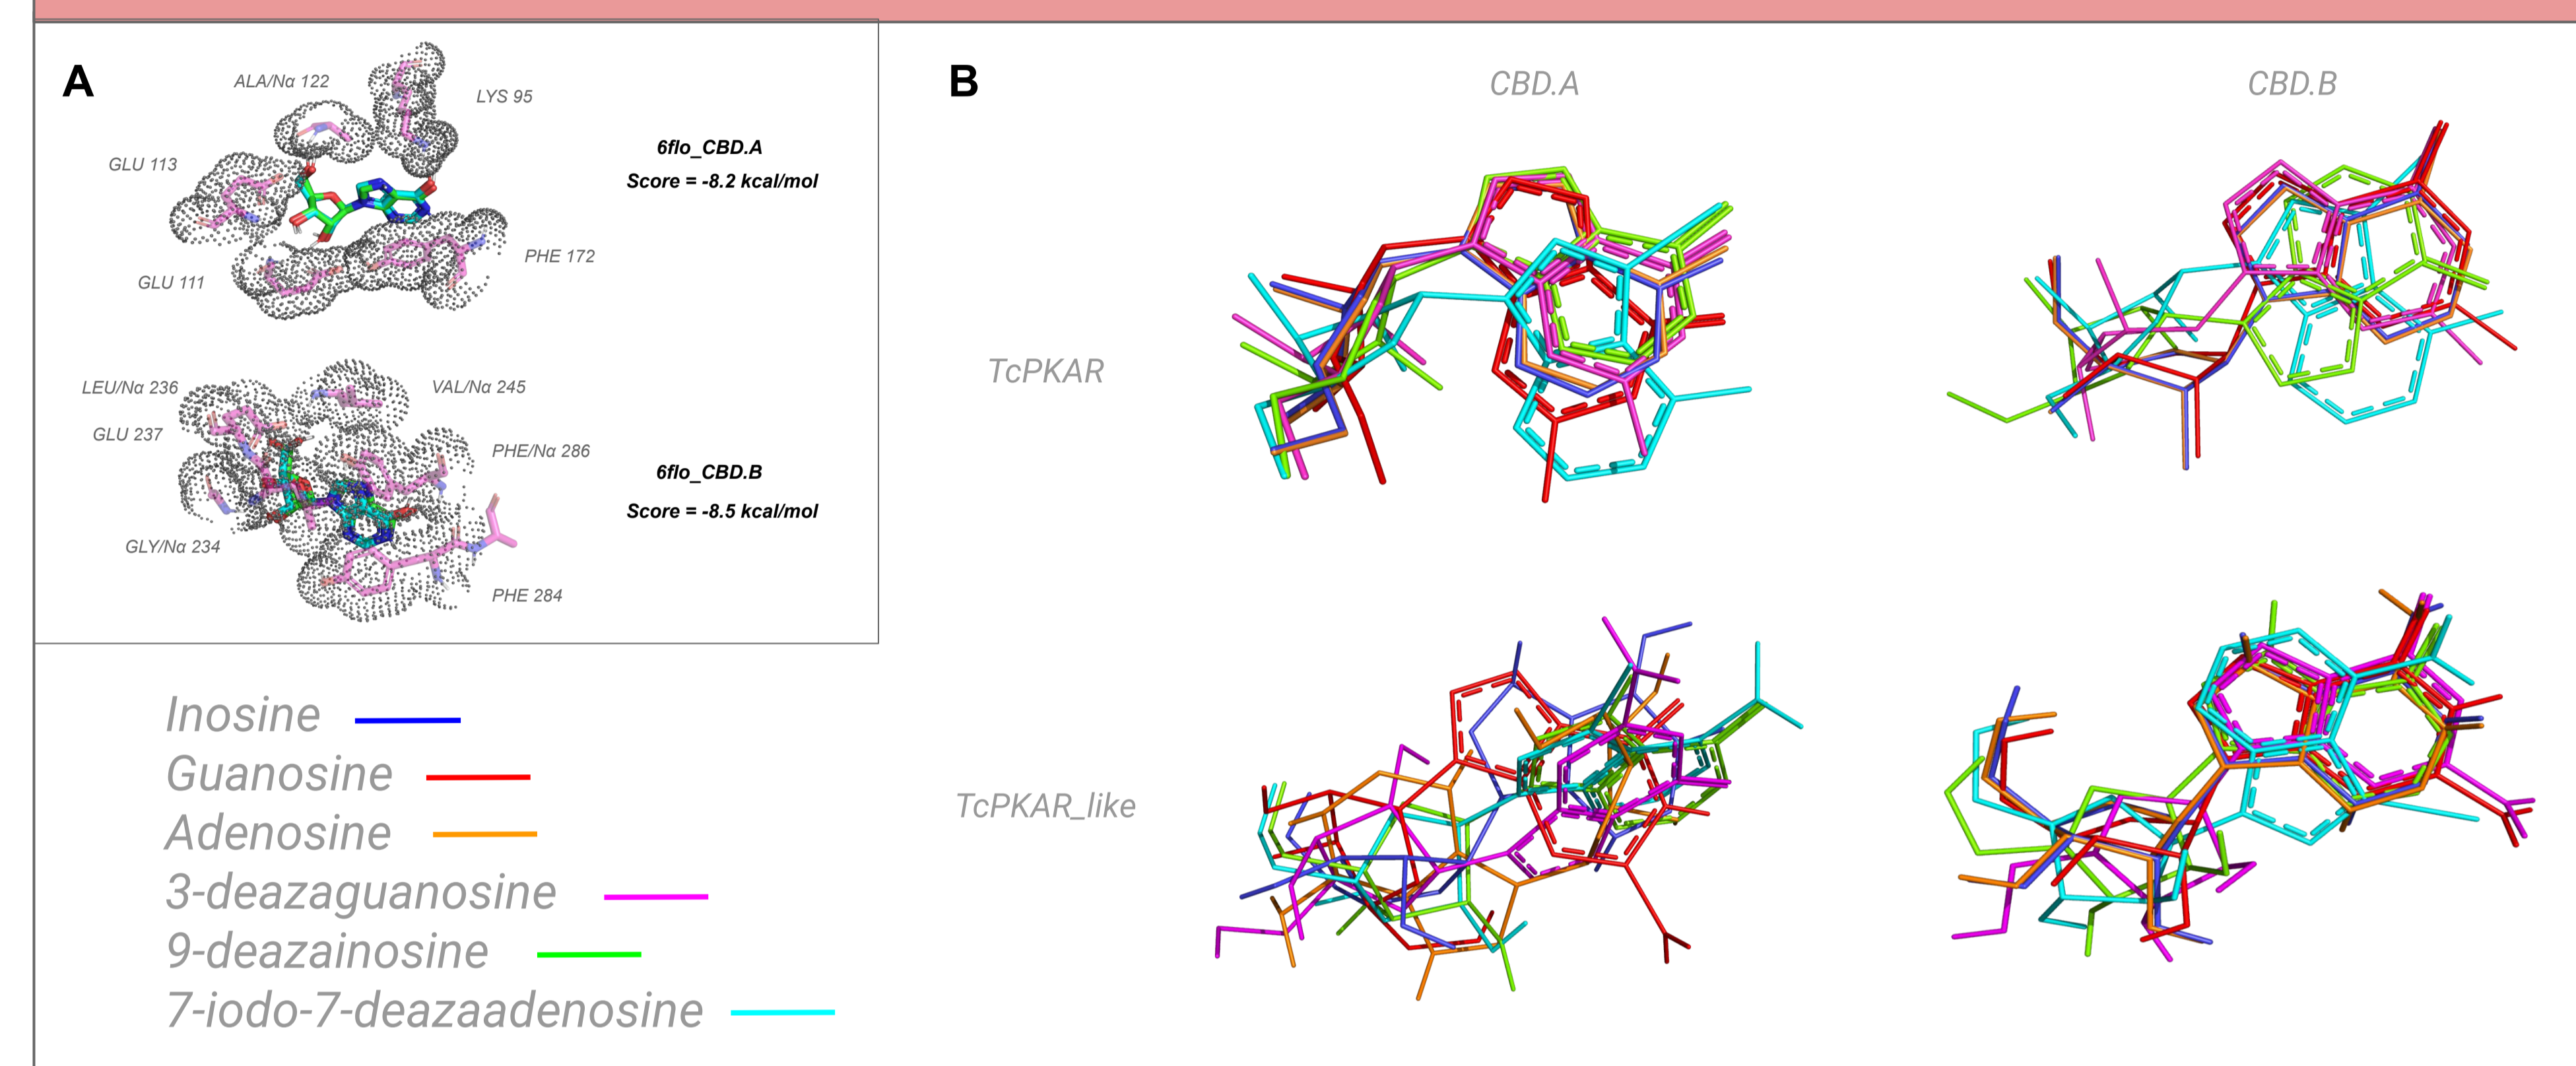 A
ALA/Nα 122
LYS 95
GLU 113
6flo_CBD.A
Score = -8.2 kcal/mol
GLU 111
PHE 172
LEU/Nα 236
VAL/Nα 245
GLU 237
PHE/Nα 286
6flo_CBD.B
Score = -8.5 kcal/mol
GLY/Nα 234
PHE 284
Inosine
Guanosine
Adenosine
3-deazaguanosine
9-deazainosine
7-iodo-7-deazaadenosine
B
CBD.A
CBD.B
TcPKAR
TcPKAR_like